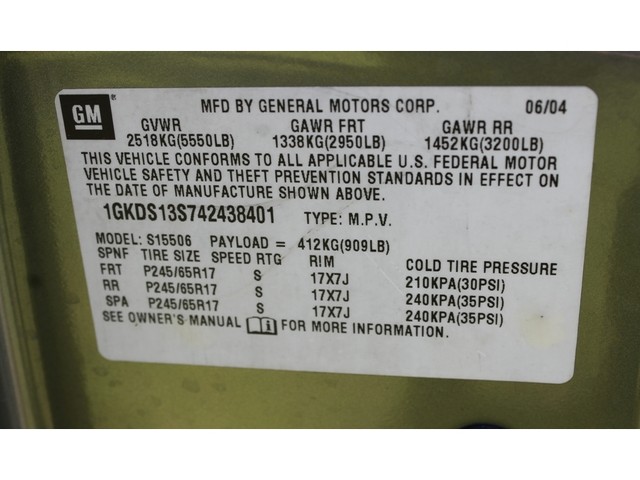 GM
MFD BY GENERAL MOTORS CORP. 06/04
GVWR GAWR FRT GAWR RR
2518KG(5550LB) 1338KG(2950LB) 1452KG(3200LB)
THIS VEHICLE CONFORMS TO ALL APPLICABLE U.S. FEDERAL MOTOR
VEHICLE SAFETY AND THEFT PREVENTION STANDARDS IN EFFECT ON
THE DATE OF MANUFACTURE SHOWN ABOVE.
1GKDS13S742438401 TYPE: M.P.V.
MODEL: S15506 PAYLOAD = 412KG(909LB)
SPNF TIRE SIZE SPEED RTG RIM COLD TIRE PRESSURE
FRT P245/65R17 S 17X7J 210KPA(30PSI)
RR P245/65R17 S 17X7J 240KPA(35PSI)
SPA P245/65R17 S 17X7J 240KPA(35PSI)
SEE OWNER'S MANUAL FOR MORE INFORMATION.